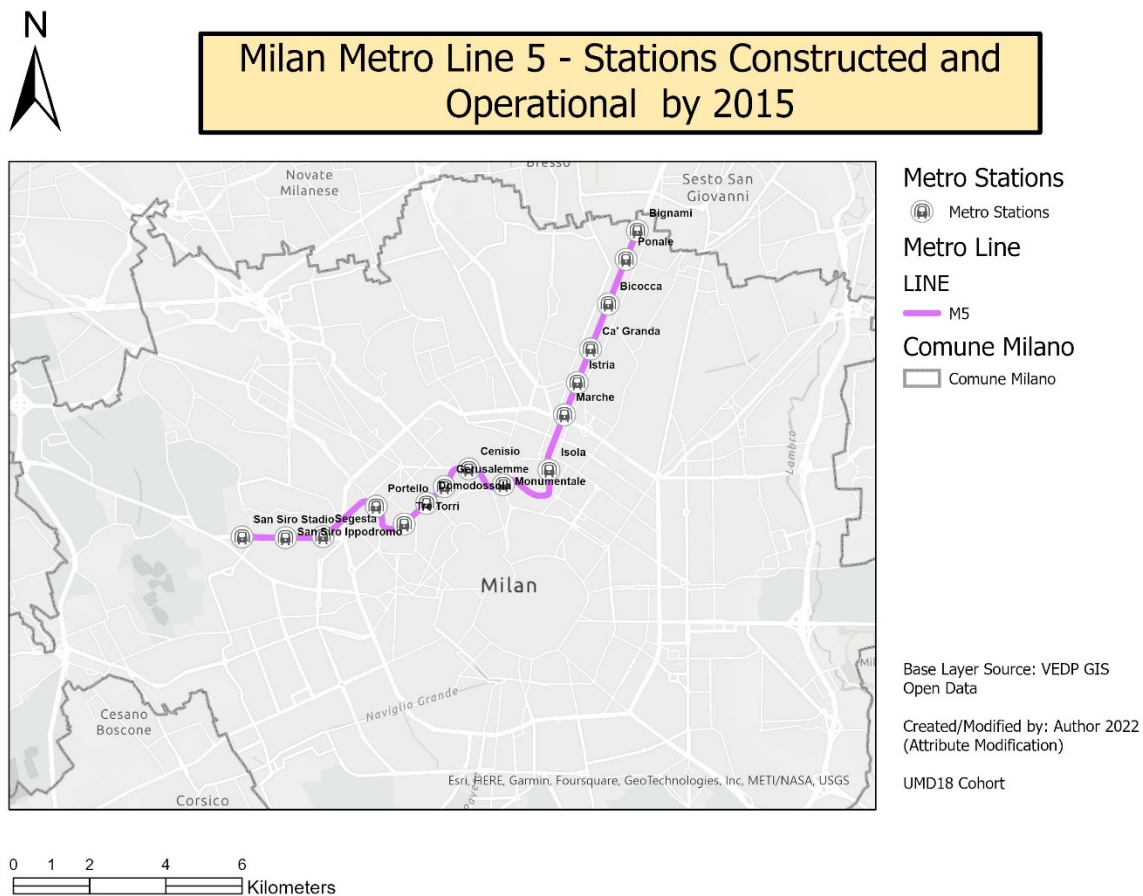 N
Milan Metro Line 5 - Stations Constructed and
Operational by 2015
Novate
Milanese
Bresso
Sesto San
Giovanni
Bignami
Ponale
Bicocca
Ca' Granda
Istria
Marche
Cenisio
Isola
Gerusalemme
Portello
Domodossola
Monumentale
Tre Torri
San Siro Stadio
Segesta
San Siro Ippodromo
Milan
Lambro
Mil
Naviglio Grande
Cesano
Boscone
Corsico
Pavese
Esri, HERE, Garmin, Foursquare, GeoTechnologies, Inc, METI/NASA, USGS
Metro Stations
Metro Stations
Metro Line
LINE
M5
Comune Milano
Comune Milano
Base Layer Source: VEDP GIS
Open Data
Created/Modified by: Author 2022
(Attribute Modification)
UMD18 Cohort
0 1 2 4 6
Kilometers